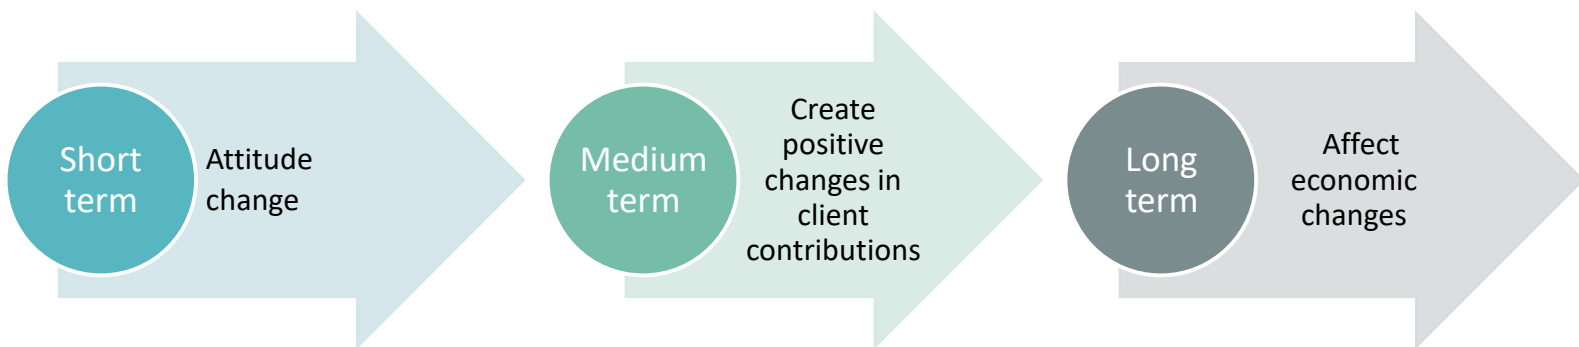 Short
term
Attitude
change
Medium
term
Create
positive
changes in
client
contributions
Long
term
Affect
economic
changes